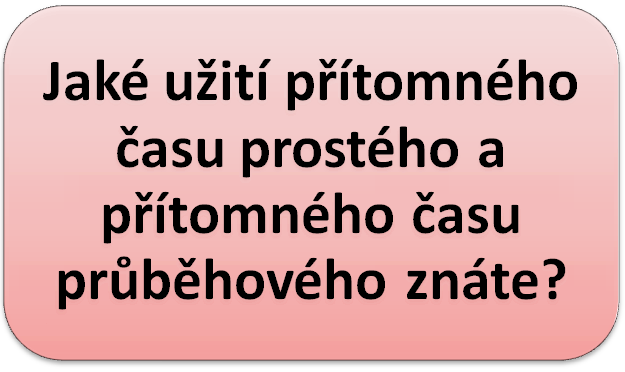 Jaké užití přítomného
času prostého a
přítomného času
průběhového znáte?